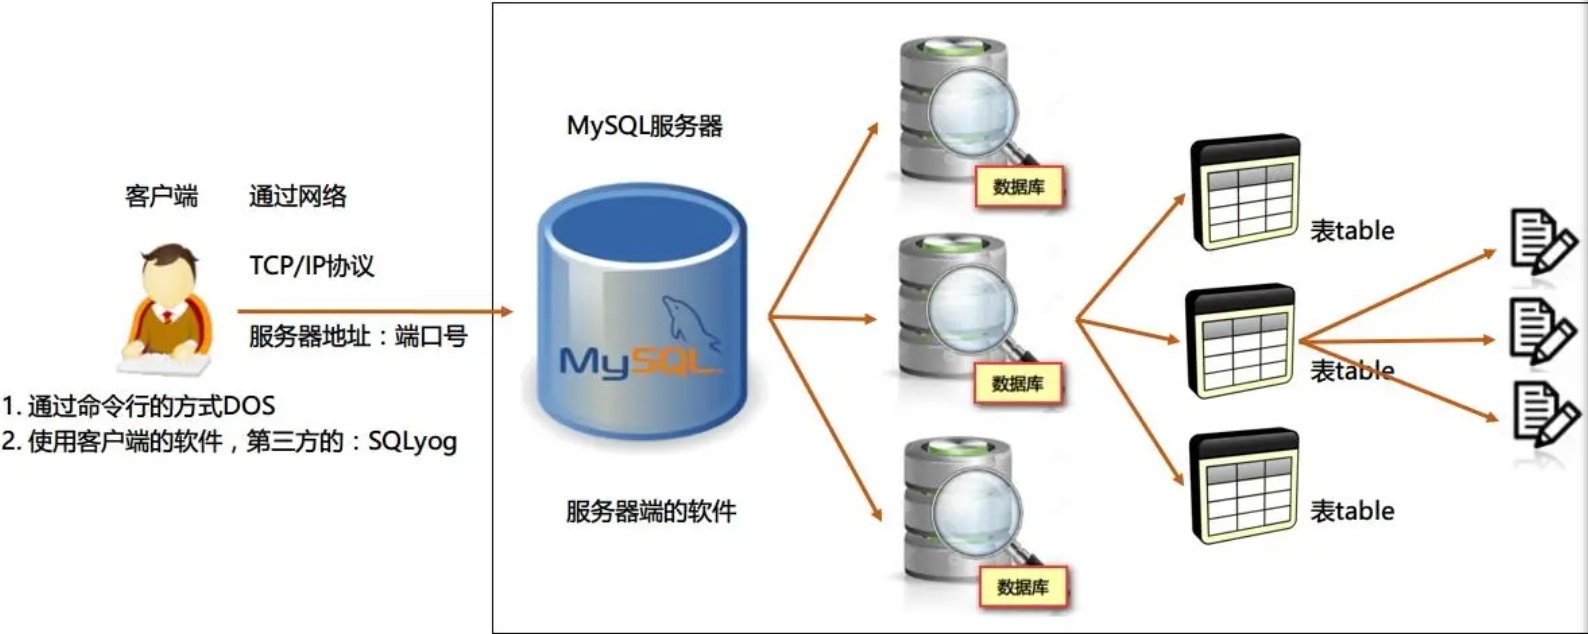 客户端
通过网络
TCP/IP协议
服务器地址：端口号
1. 通过命令行的方式DOS
2. 使用客户端的软件，第三方的：SQLyog
MySQL服务器
MySQL
服务器端的软件
数据库
数据库
数据库
表table
表table
表table